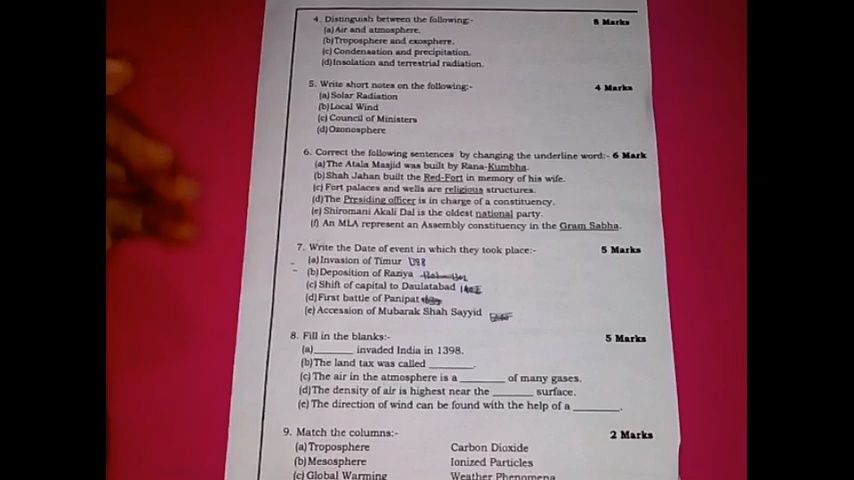 4. Distinguish between the following:- 8 Marks
(a) Air and atmosphere.
(b) Troposphere and exosphere.
(c) Condensation and precipitation.
(d) Insolation and terrestrial radiation.
5. Write short notes on the following:- 4 Marks
(a) Solar Radiation
(b) Local Wind
(c) Council of Ministers
(d) Ozonosphere
6. Correct the following sentences by changing the underline word:- 6 Mark
(a) The Atala Masjid was built by Rana-Kumbha.
(b) Shah Jahan built the Red-Fort in memory of his wife.
(c) Fort palaces and wells are religious structures.
(d) The Presiding officer is in charge of a constituency.
(e) Shiromani Akali Dal is the oldest national party.
(f) An MLA represent an Assembly constituency in the Gram Sabha.
7. Write the Date of event in which they took place:- 5 Marks
(a) Invasion of Timur
(b) Deposition of Raziya
(c) Shift of capital to Daulatabad
(d) First battle of Panipat
(e) Accession of Mubarak Shah Sayyid
8. Fill in the blanks:- 5 Marks
(a)_______ invaded India in 1398.
(b) The land tax was called ________.
(c) The air in the atmosphere is a ________ of many gases.
(d) The density of air is highest near the _______ surface.
(e) The direction of wind can be found with the help of a ________.
9. Match the columns:- 2 Marks
(a) Troposphere Carbon Dioxide
(b) Mesosphere Ionized Particles
(c) Global Warming Weather Phenomena